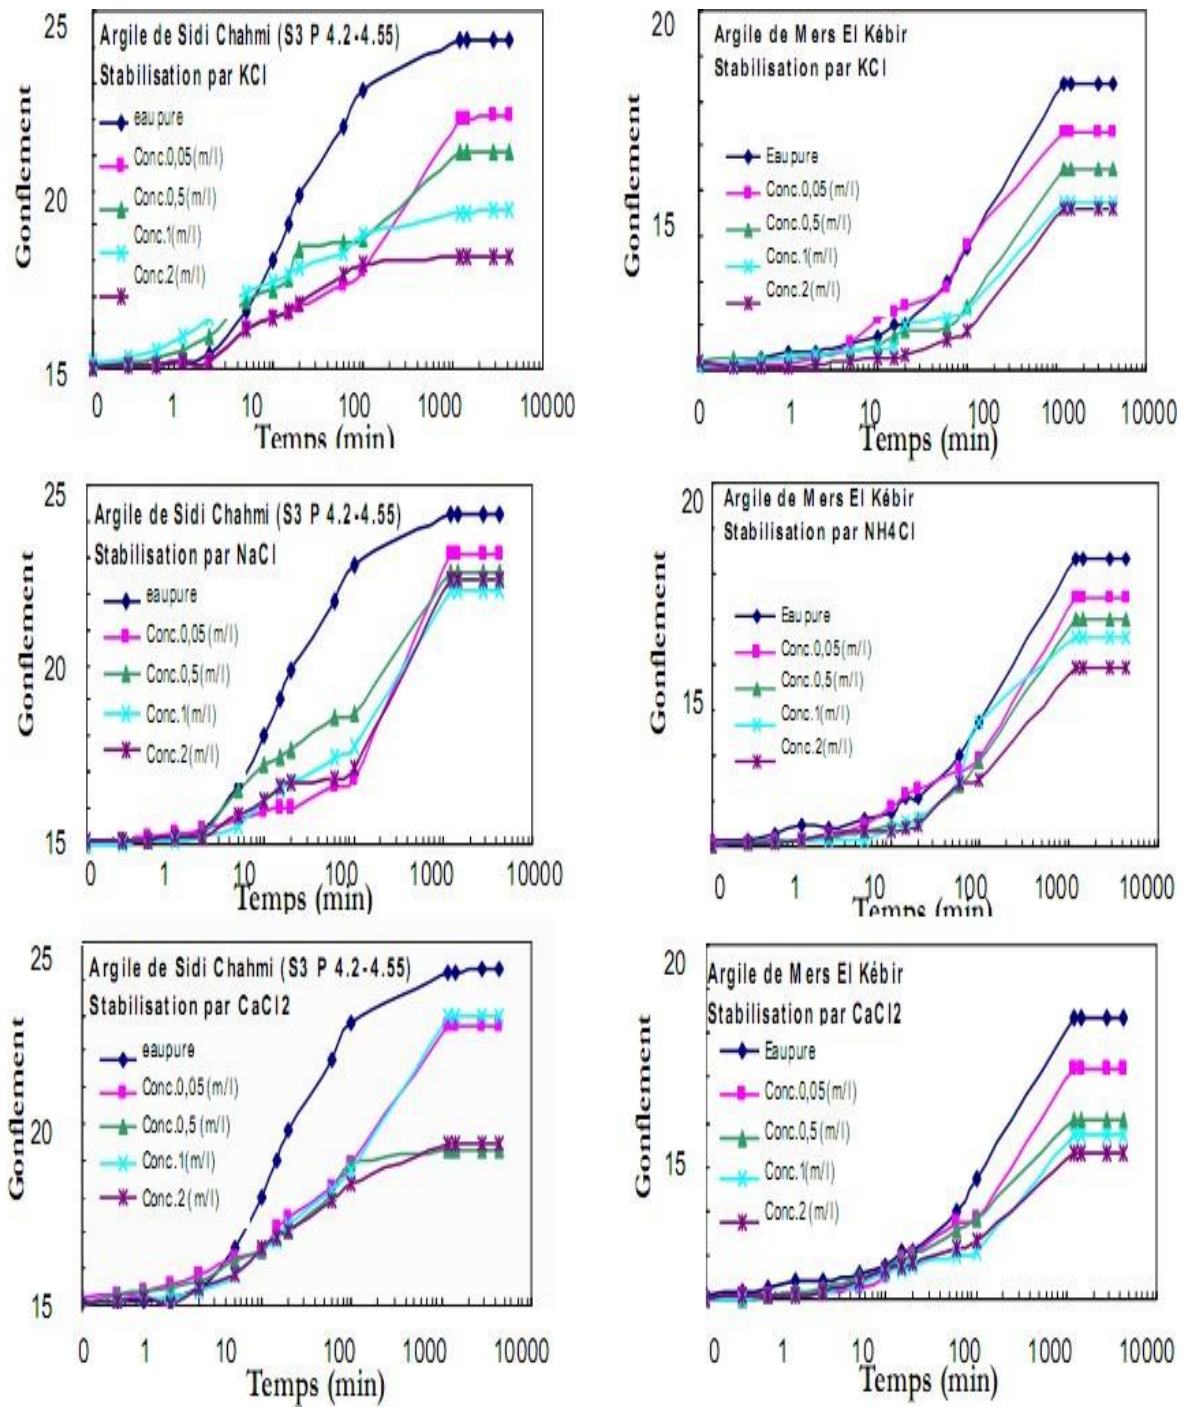 25
Argile de Sidi Chahmi (S3 P 4.2-4.55)
Stabilisation par KCl
eau pure
Conc.0,05(m/l)
Conc.0,5(m/l)
Conc.1(m/l)
Conc.2(m/l)
Gonflement
20
15
0 1 10 100 1000 10000
Temps (min)
20
Argile de Mers El Kébir
Stabilisation par KCl
Eau pure
Conc.0,05(m/l)
Conc.0,5(m/l)
Conc.1(m/l)
Conc.2(m/l)
Gonflement
15
0 1 10 100 1000 10000
Temps (min)
25
Argile de Sidi Chahmi (S3 P 4.2-4.55)
Stabilisation par NaCl
eaupure
Conc.0,05(m/l)
Conc.0,5(m/l)
Conc.1(m/l)
Conc.2(m/l)
Gonflement
20
15
0 1 10 100 1000 10000
Temps (min)
20
Argile de Mers El Kébir
Stabilisation par NH4Cl
Eau pure
Conc.0,05(m/l)
Conc.0,5(m/l)
Conc.1(m/l)
Conc.2(m/l)
Gonflement
15
0 1 10 100 1000 10000
Temps (min)
25
Argile de Sidi Chahmi (S3 P 4.2-4.55)
Stabilisation par CaCl2
eaupure
Conc.0,05(m/l)
Conc.0,5(m/l)
Conc.1(m/l)
Conc.2(m/l)
Gonflement
20
15
0 1 10 100 1000 10000
Temps (min)
20
Argile de Mers El Kébir
Stabilisation par CaCl2
Eaupure
Conc.0,05(m/l)
Conc.0,5(m/l)
Conc.1(m/l)
Conc.2(m/l)
Gonflement
15
0 1 10 100 1000 10000
Temps (min)